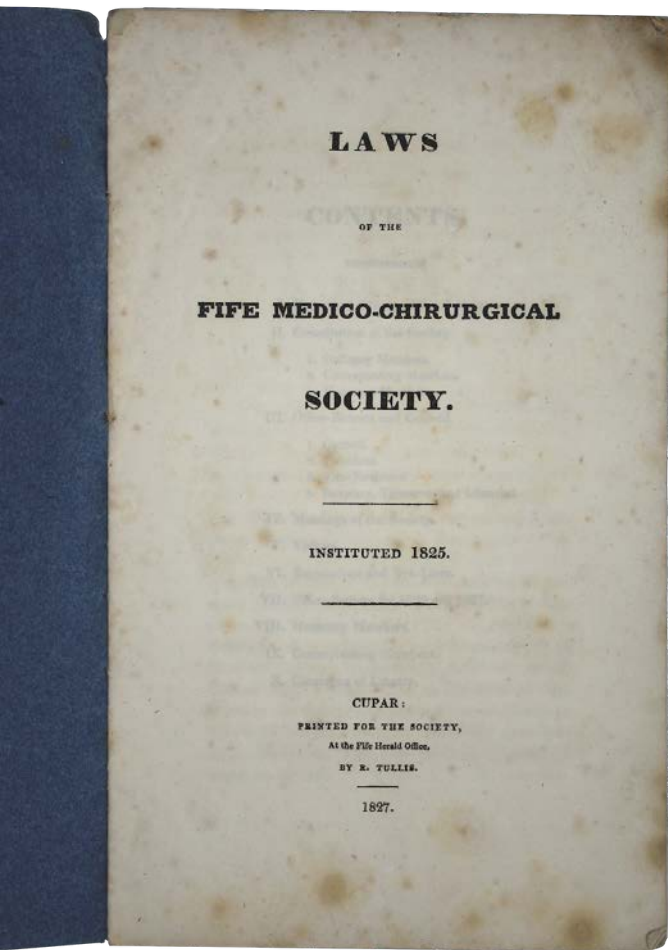 LAWS
OF THE
FIFE MEDICO-CHIRURGICAL
SOCIETY.
INSTITUTED 1825.
CUPAR:
PRINTED FOR THE SOCIETY,
At the Fife Herald Office,
BY R. TULLIS.
1827.